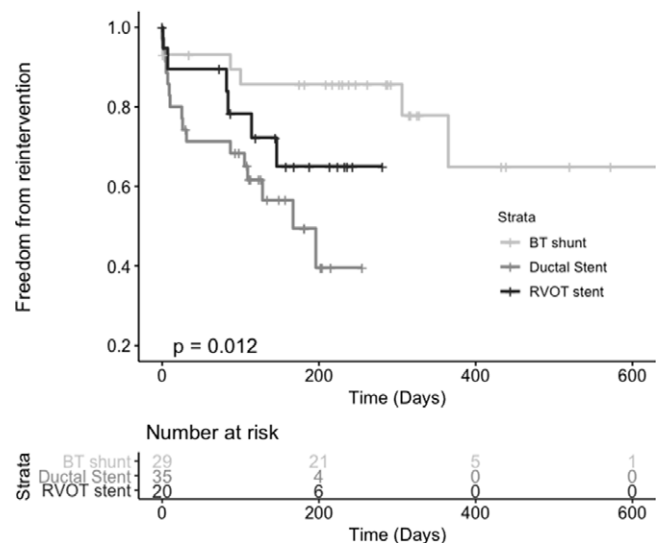 Freedom from reintervention
1.0
0.8
0.6
0.4
0.2
Strata
BT shunt
Ductal Stent
RVOT stent
p = 0.012
0 200 400 600
Time (Days)
Number at risk
Strata
BT shunt 29 21 5 1
Ductal Stent 35 4 0 0
RVOT stent 20 6 0 0
0 200 400 600
Time (Days)